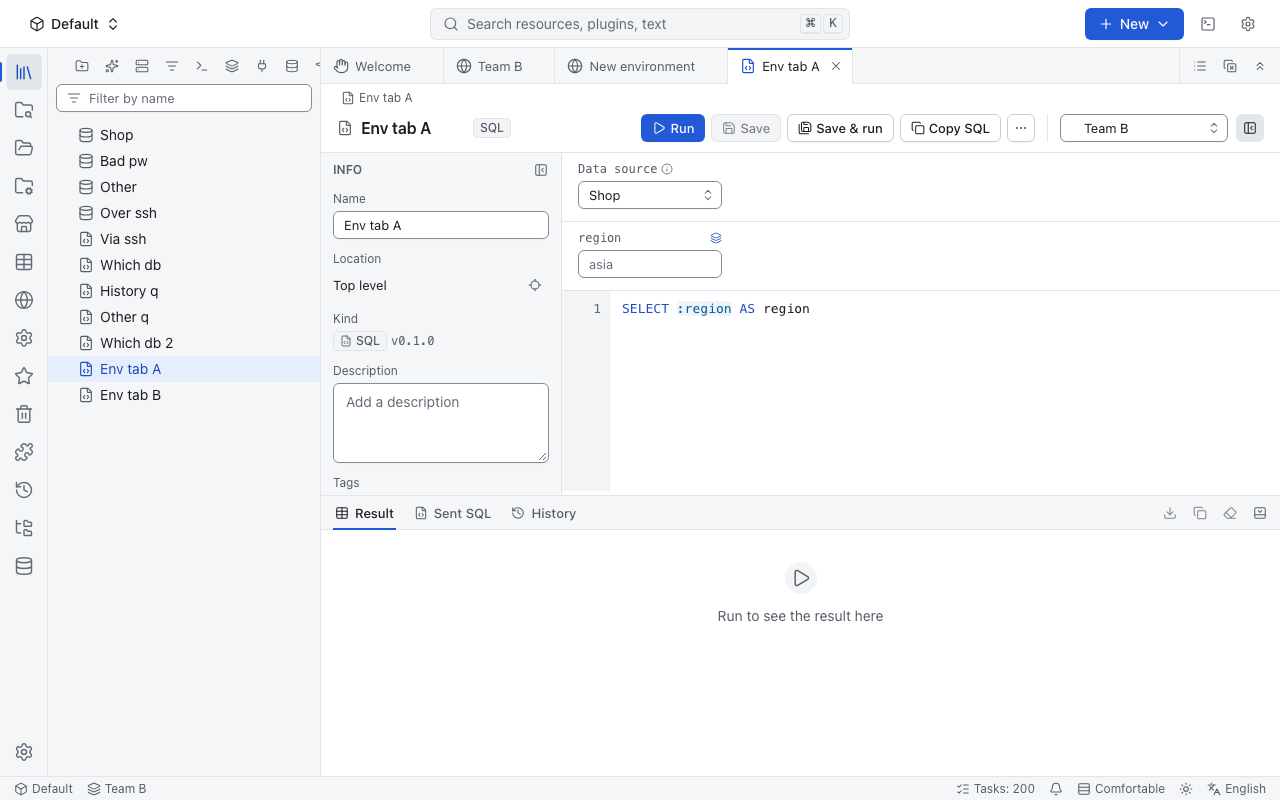 Default
Search resources, plugins, text
⌘ K
New
Welcome
Team B
New environment
Env tab A
Filter by name
Shop
Bad pw
Other
Over ssh
Via ssh
Which db
History q
Other q
Which db 2
Env tab A
Env tab B
Env tab A
Env tab A
SQL
Run
Save
Save & run
Copy SQL
Team B
INFO
Name
Env tab A
Location
Top level
Kind
SQL v0.1.0
Description
Add a description
Tags
Data source
Shop
region
asia
1
SELECT :region AS region
Result
Sent SQL
History
Run to see the result here
Default
Team B
Tasks: 200
Comfortable
English